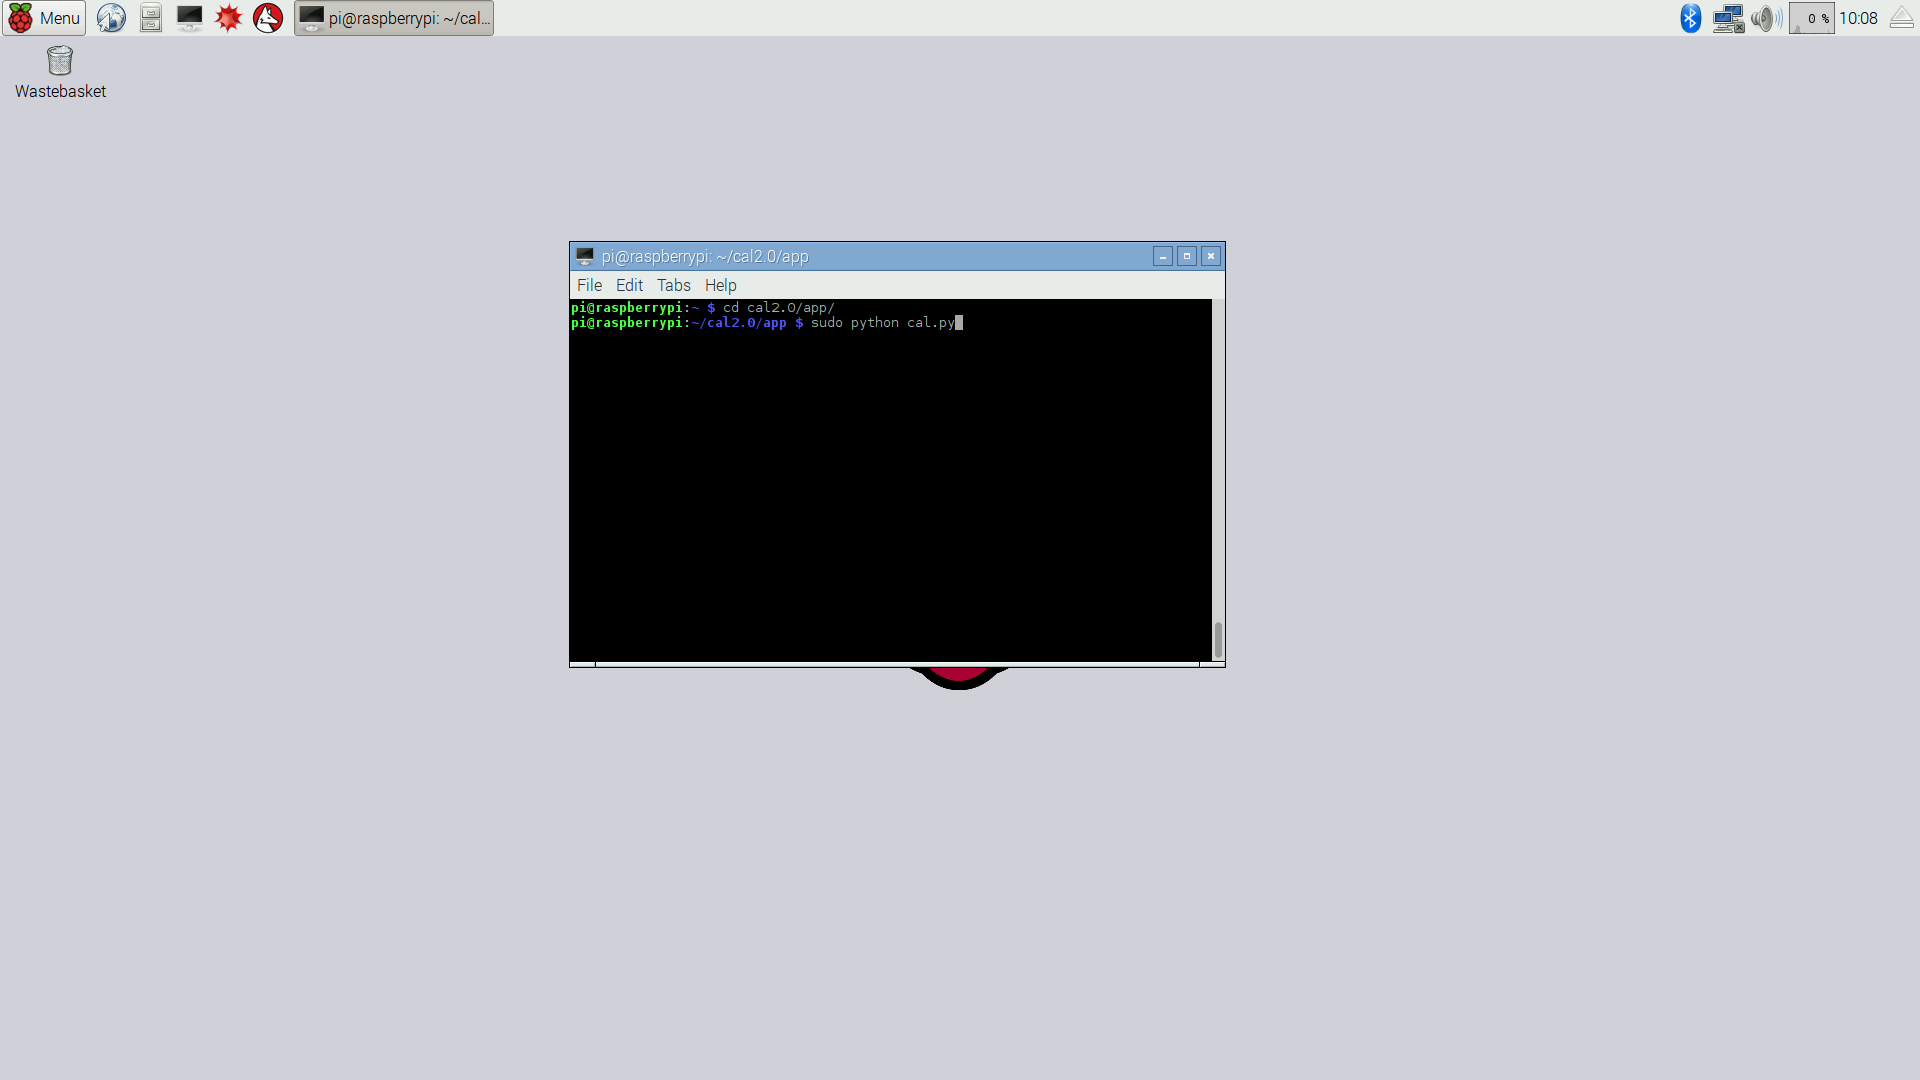 Menu
pi@raspberrypi: ~/cal...
0 %
10:08
Wastebasket
pi@raspberrypi: ~/cal2.0/app
File Edit Tabs Help
pi@raspberrypi:~ $ cd cal2.0/app/
pi@raspberrypi:~/cal2.0/app $ sudo python cal.py